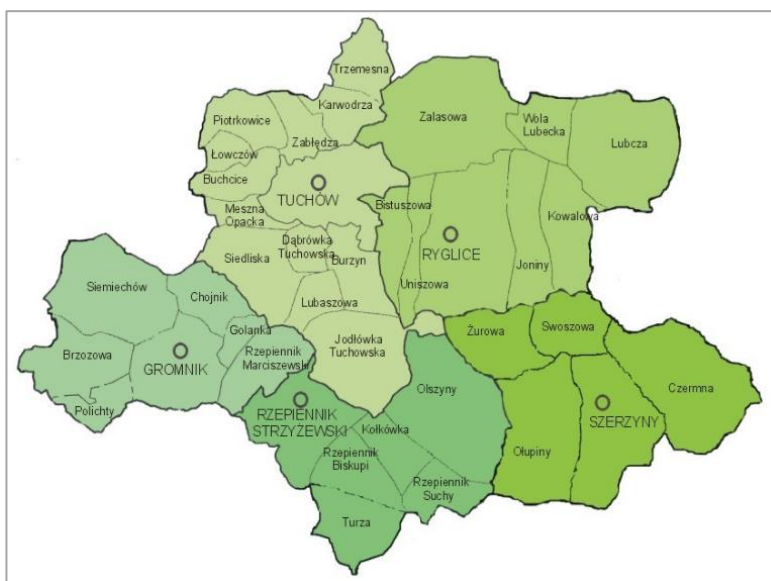 Trzemesna
Karwodrza
Piotrkowice
Zabłędza
Łowczów
Buchcice
TUCHÓW
Meszna
Opacka
Siedliska
Dąbrówka
Tuchowska
Burzyn
Lubaszowa
Jodłówka
Tuchowska
Zalasowa
Wola
Lubecka
Lubcza
Bistuszowa
Kowalowa
RYGLICE
Uniszowa
Joniny
Siemiechów
Chojnik
Golanka
Brzozowa
GROMNIK
Rzepiennik
Marciszewski
Polichty
Żurowa
Swoszowa
Czermna
Ołupiny
SZERZYNY
RZEPIENNIK
STRZYŻEWSKI
Olszyny
Kołkówka
Rzepiennik
Biskupi
Rzepiennik
Suchy
Turza